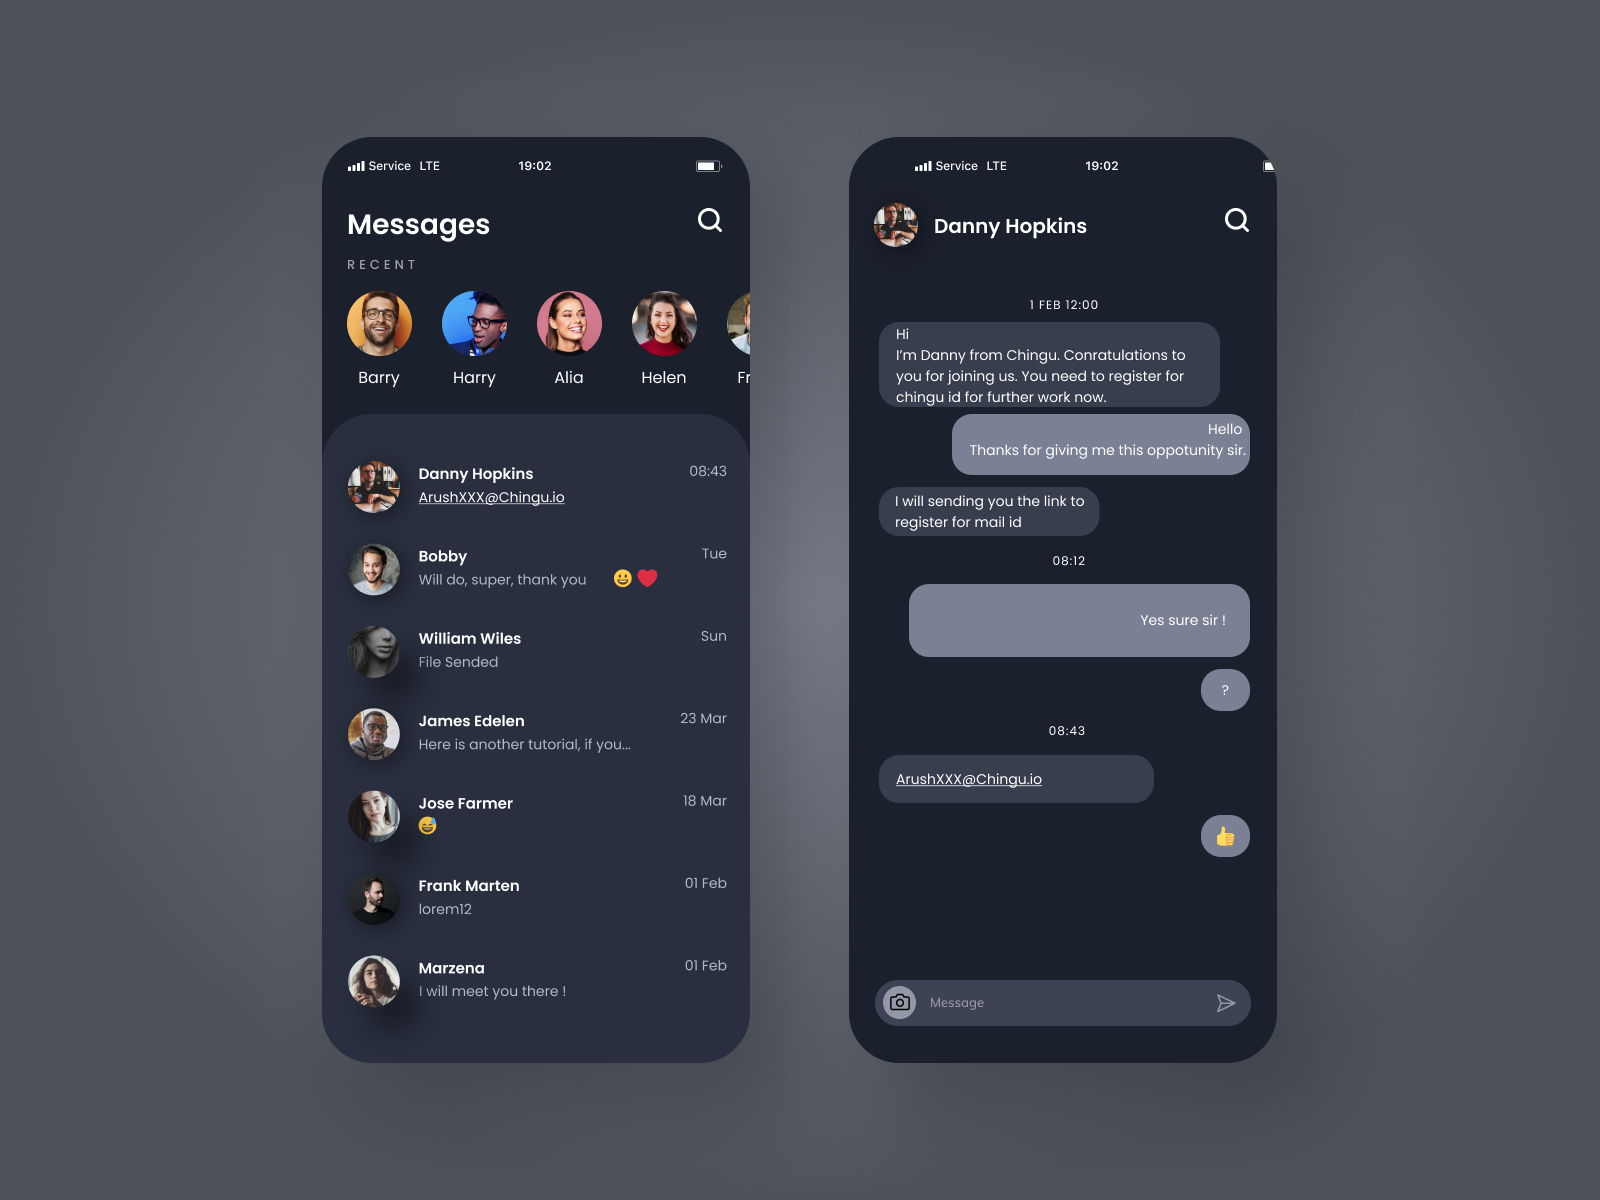 Service LTE 19:02
Messages
RECENT
Barry Harry Alia Helen Fr
Danny Hopkins 08:43
ArushXXX@Chingu.io
Bobby Tue
Will do, super, thank you 😃❤️
William Wiles Sun
File Sended
James Edelen 23 Mar
Here is another tutorial, if you...
Jose Farmer 18 Mar
😅
Frank Marten 01 Feb
lorem12
Marzena 01 Feb
I will meet you there !
Service LTE 19:02
Danny Hopkins
1 FEB 12:00
Hi
I'm Danny from Chingu. Conratulations to
you for joining us. You need to register for
chingu id for further work now.
Hello
Thanks for giving me this oppotunity sir.
I will sending you the link to
register for mail id
08:12
Yes sure sir !
?
08:43
ArushXXX@Chingu.io
👍
Message